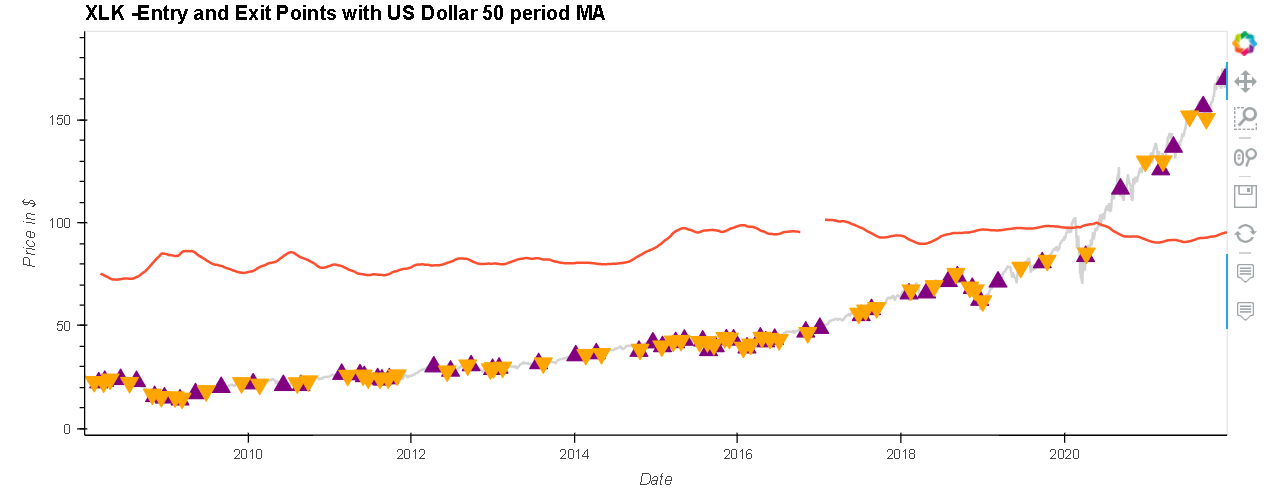 XLK -Entry and Exit Points with US Dollar 50 period MA
150
100
50
0
Price in $
2010 2012 2014 2016 2018 2020
Date